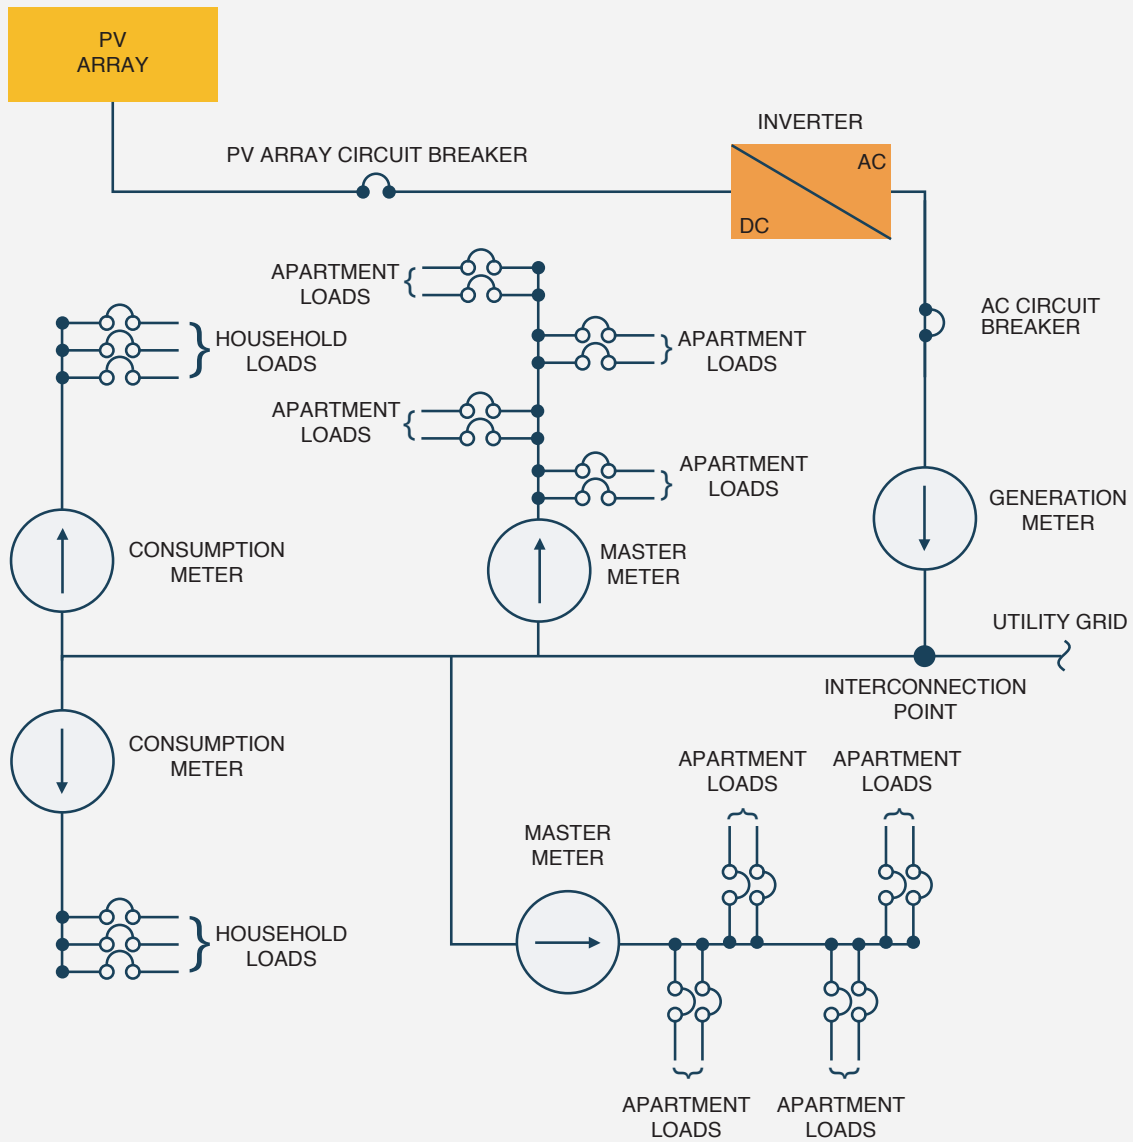 PV
ARRAY
INVERTER
PV ARRAY CIRCUIT BREAKER
AC
DC
APARTMENT
LOADS
AC CIRCUIT
BREAKER
HOUSEHOLD
LOADS
APARTMENT
LOADS
APARTMENT
LOADS
APARTMENT
LOADS
GENERATION
METER
CONSUMPTION
METER
MASTER
METER
UTILITY GRID
INTERCONNECTION
POINT
CONSUMPTION
METER
APARTMENT
LOADS
APARTMENT
LOADS
MASTER
METER
HOUSEHOLD
LOADS
APARTMENT
LOADS
APARTMENT
LOADS